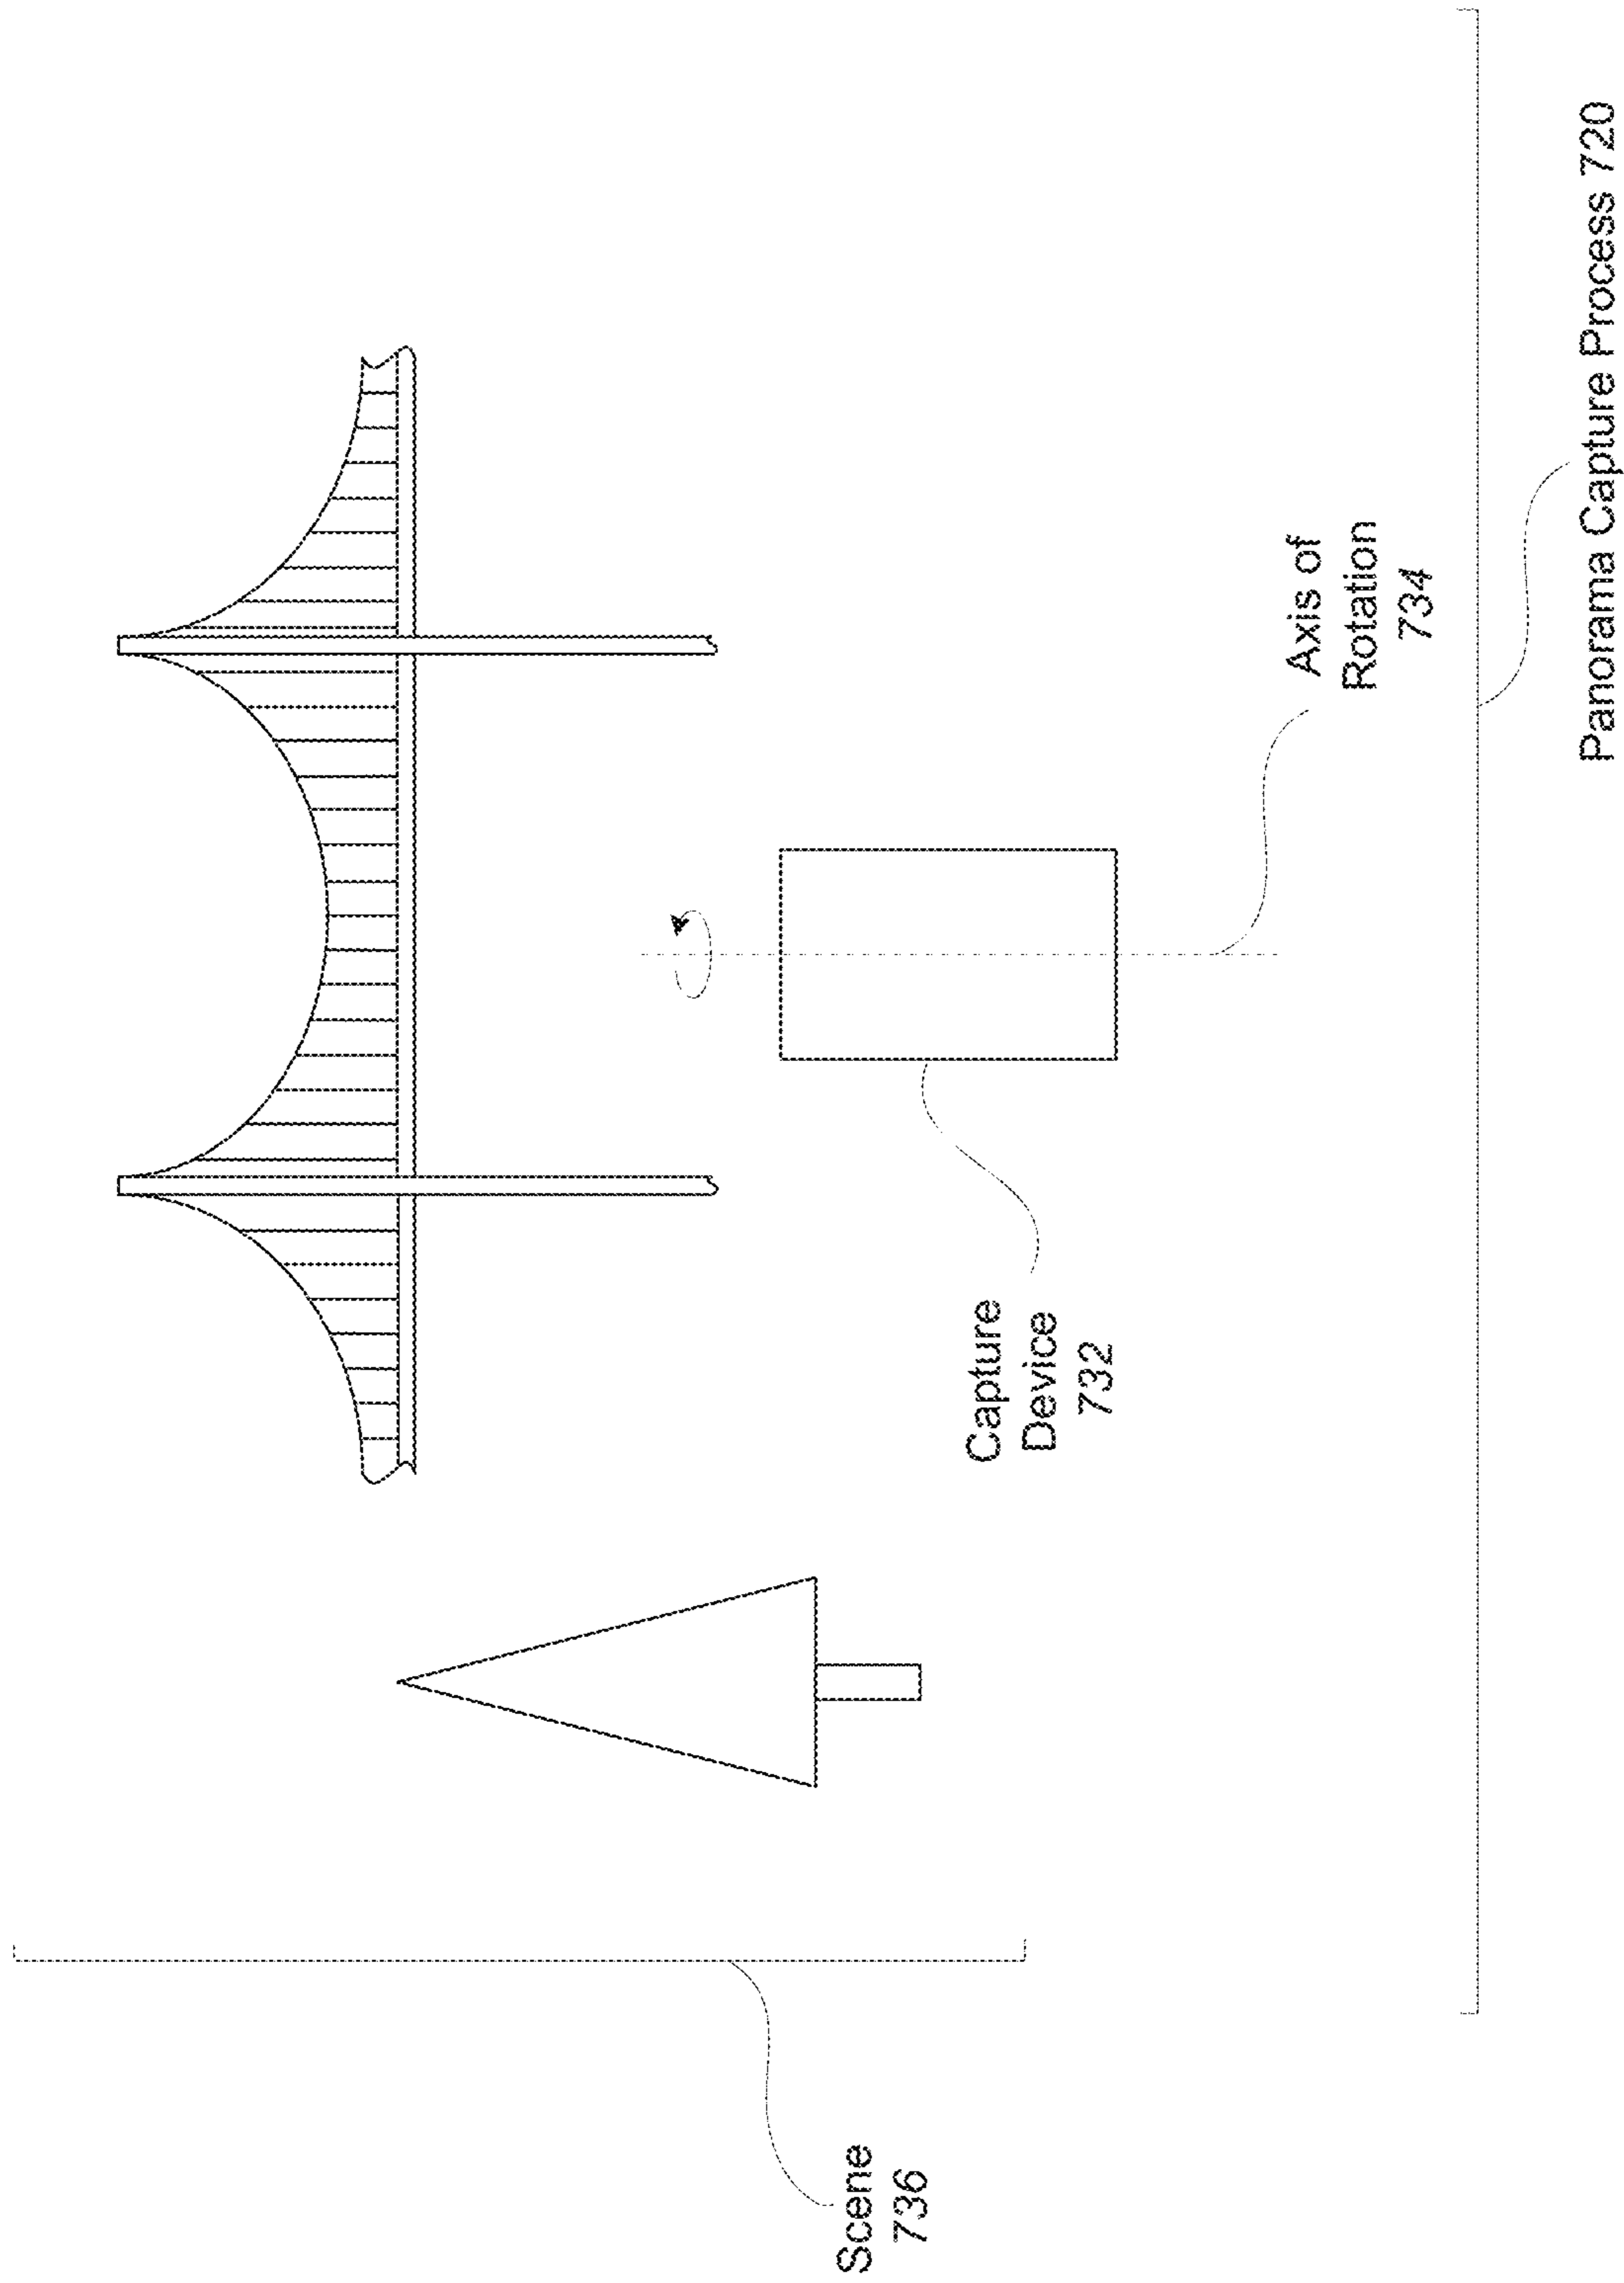 Scene
736
Capture
Device
732
Axis of
Rotation
734
Panorama Capture Process 720